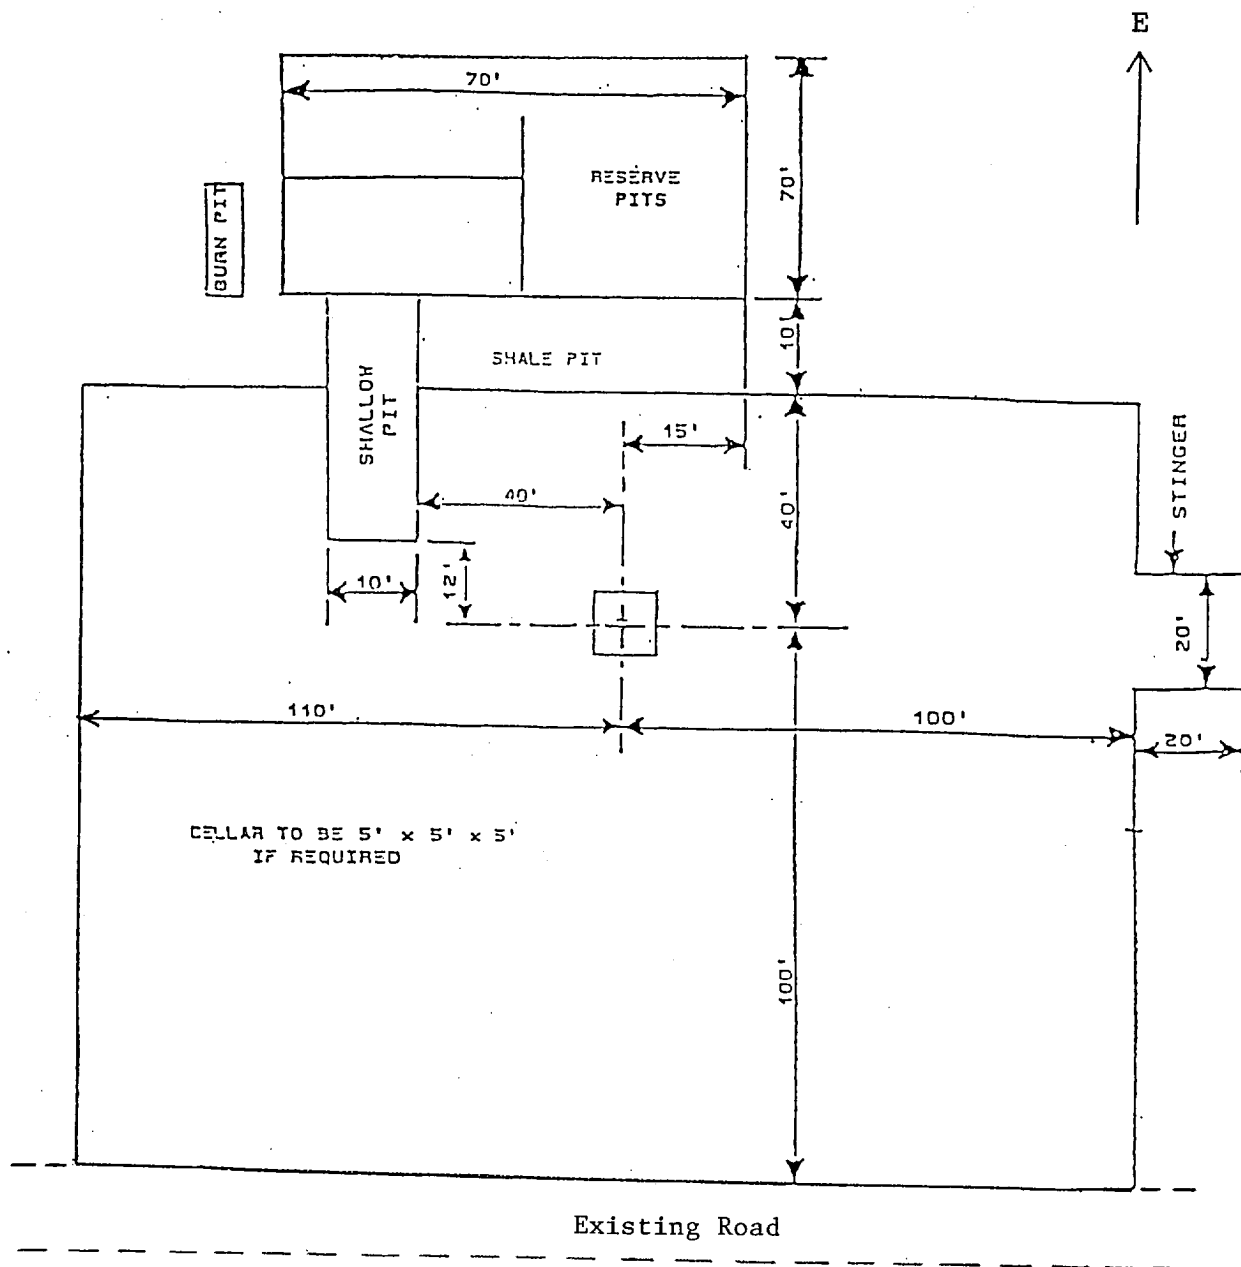 E
70'
RESERVE
PITS
70'
BURN PIT
10'
SHALE PIT
SHALLOW
PIT
15'
STINGER
40'
40'
10'
12'
20'
110'
100'
20'
CELLAR TO BE 5' x 5' x 5'
IF REQUIRED
100'
Existing Road